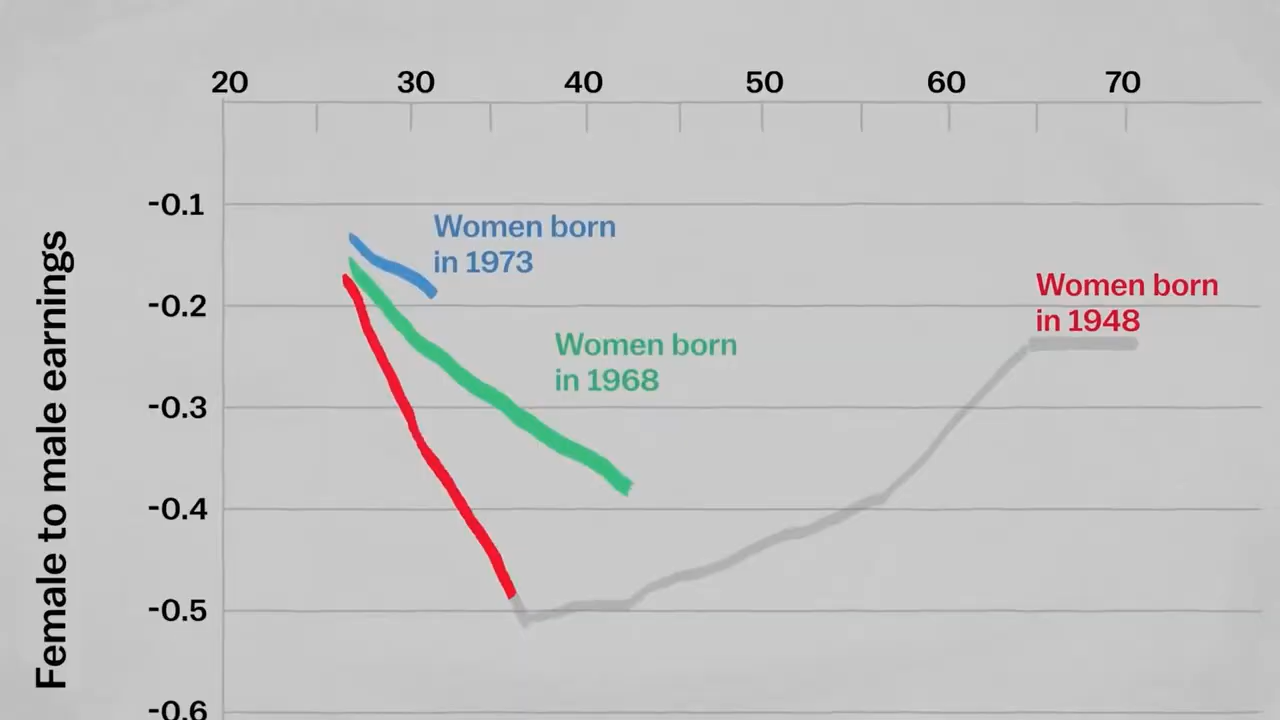 20 30 40 50 60 70
-0.1
Women born
in 1973
Women born
in 1948
-0.2
Women born
in 1968
-0.3
-0.4
-0.5
-0.6
Female to male earnings